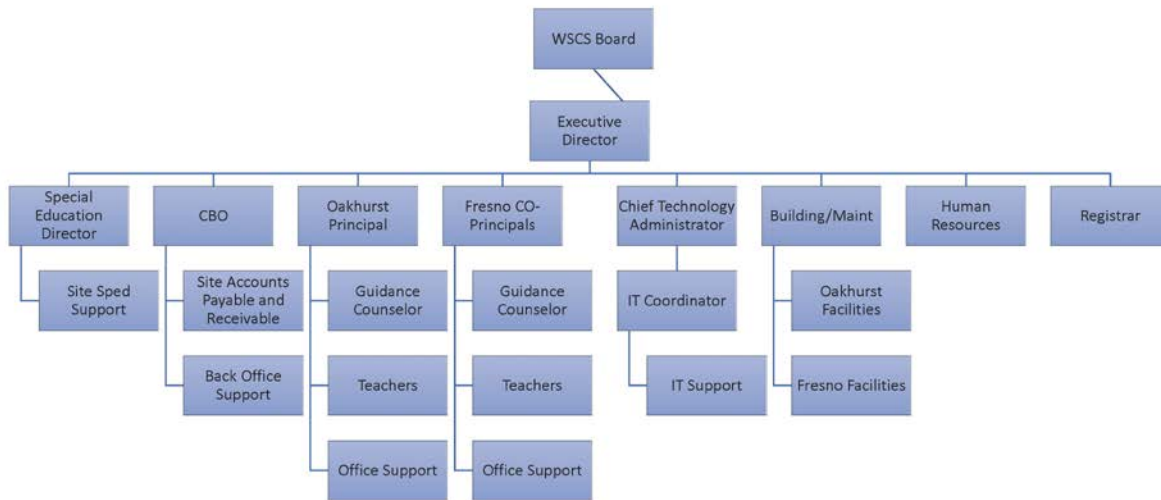 WSCS Board
Executive
Director
Special
Education
Director
CBO
Oakhurst
Principal
Fresno CO-
Principals
Chief Technology
Administrator
Building/Maint
Human
Resources
Registrar
Site Sped
Support
Site Accounts
Payable and
Receivable
Guidance
Counselor
Guidance
Counselor
IT Coordinator
Oakhurst
Facilities
Back Office
Support
Teachers
Teachers
IT Support
Fresno Facilities
Office Support
Office Support